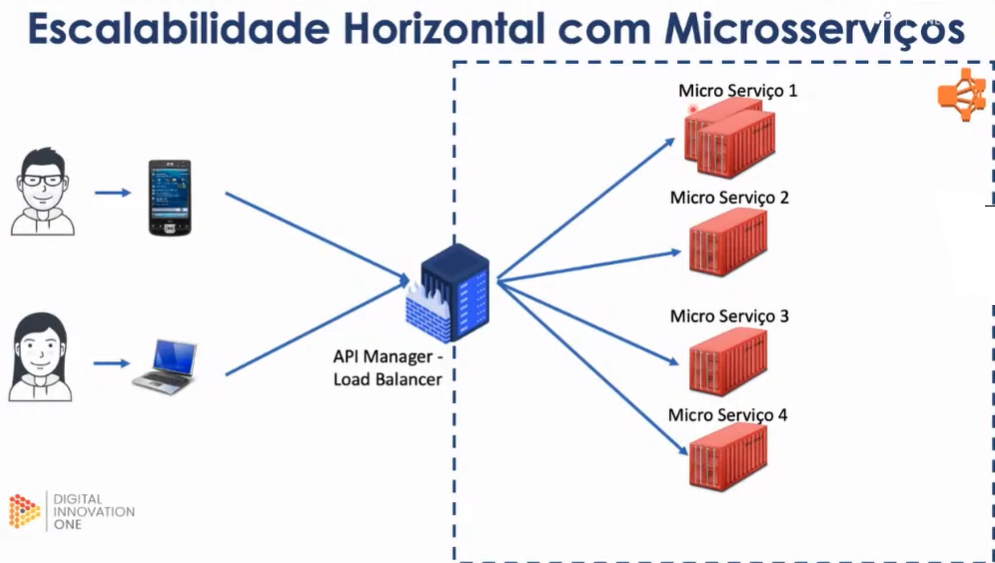 Escalabilidade Horizontal com Microsserviços
Micro Serviço 1
Micro Serviço 2
Micro Serviço 3
API Manager -
Load Balancer
Micro Serviço 4
DIGITAL
INNOVATION
ONE